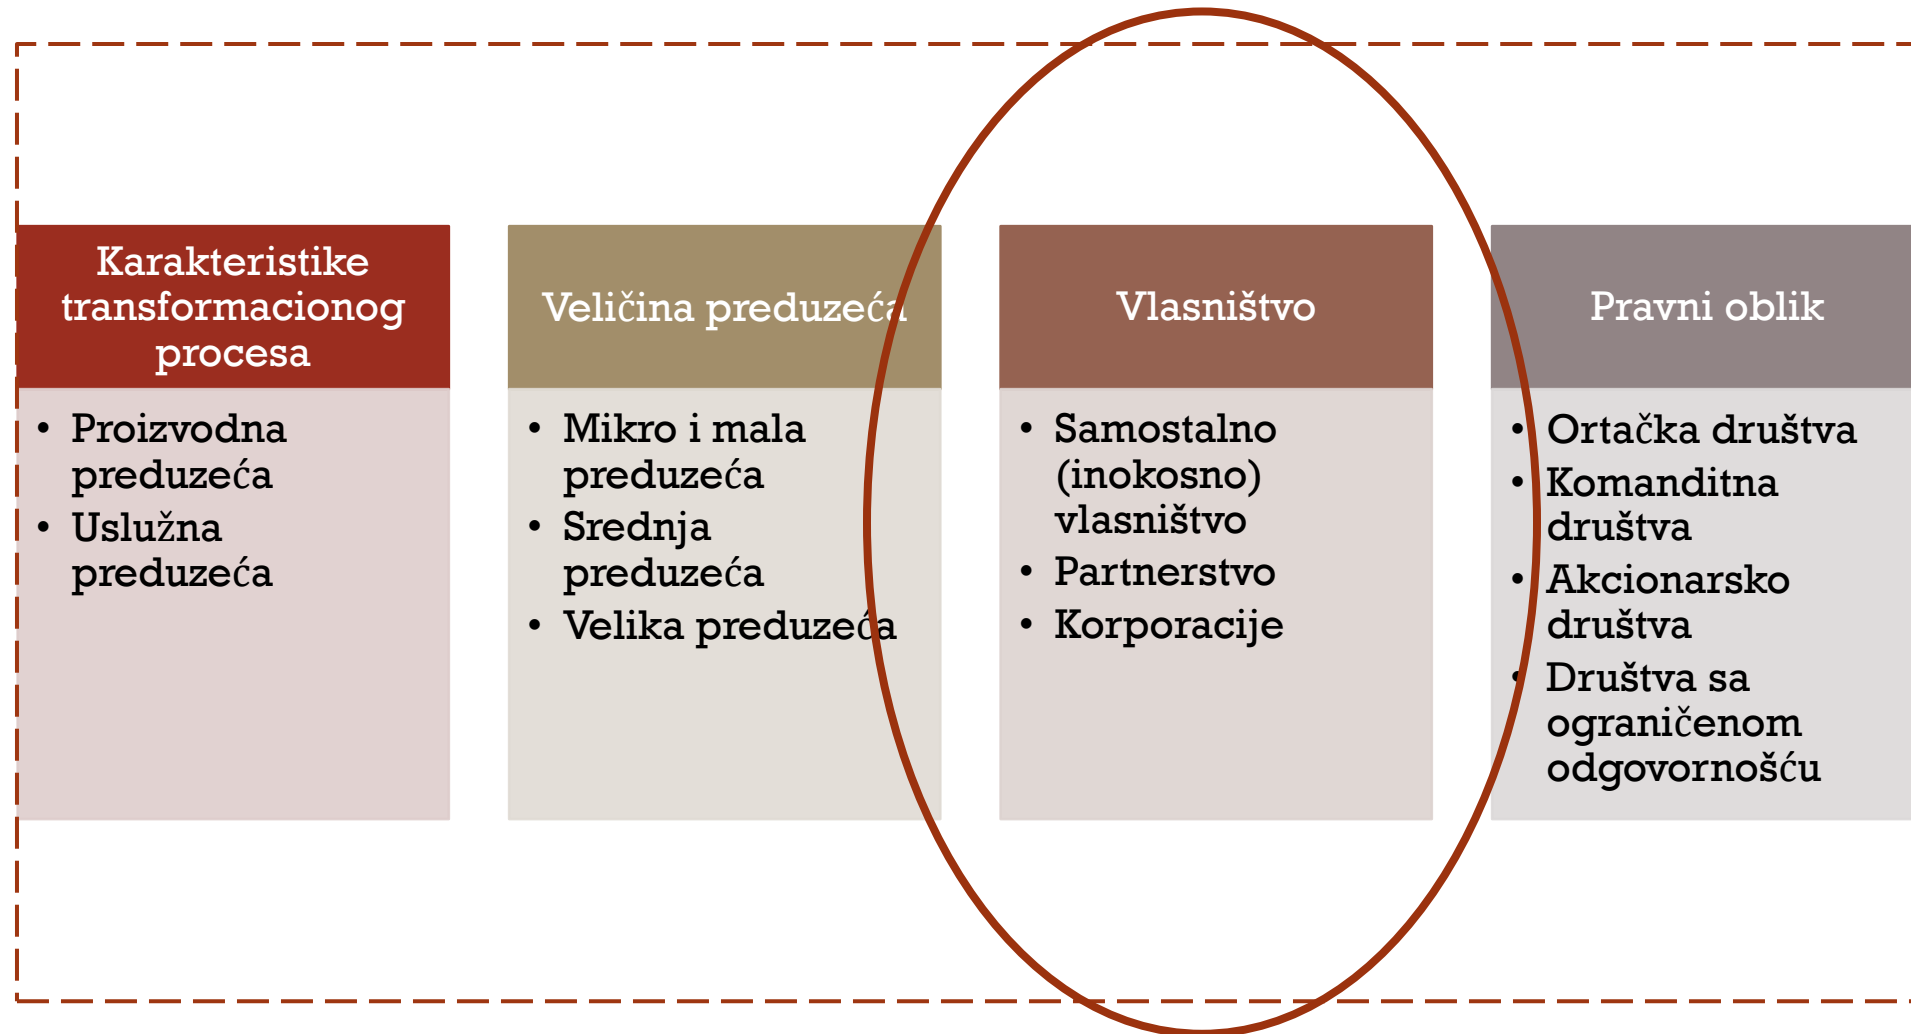 Karakteristike
transformacionog
procesa
• Proizvodna
preduzeća
• Uslužna
preduzeća
Veličina preduzeća
• Mikro i mala
preduzeća
• Srednja
preduzeća
• Velika preduzeća
Vlasništvo
• Samostalno
(inokosno)
vlasništvo
• Partnerstvo
• Korporacije
Pravni oblik
• Ortačka društva
• Komanditna
društva
• Akcionarsko
društva
• Društva sa
ograničenom
odgovornošću